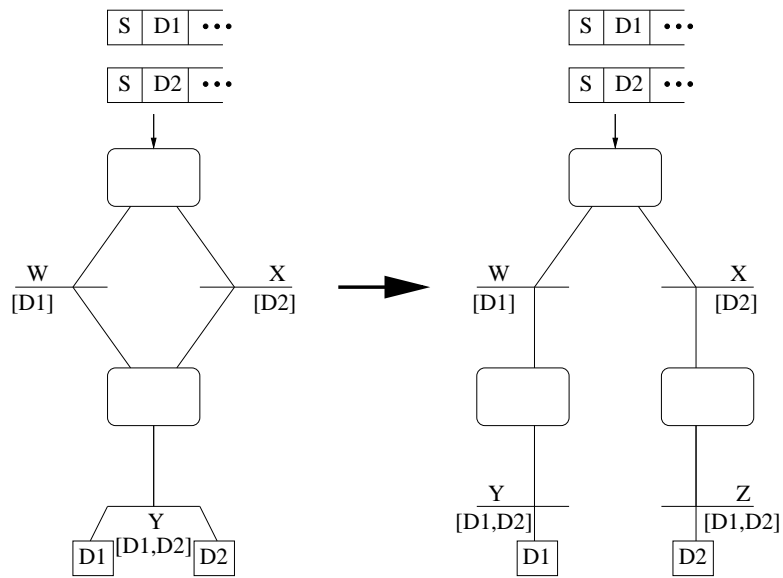 S D1 •••
S D2 •••
W
[D1]
X
[D2]
Y
[D1,D2]
D1
D2
S D1 •••
S D2 •••
W
[D1]
X
[D2]
Y
[D1,D2]
Z
[D1,D2]
D1
D2